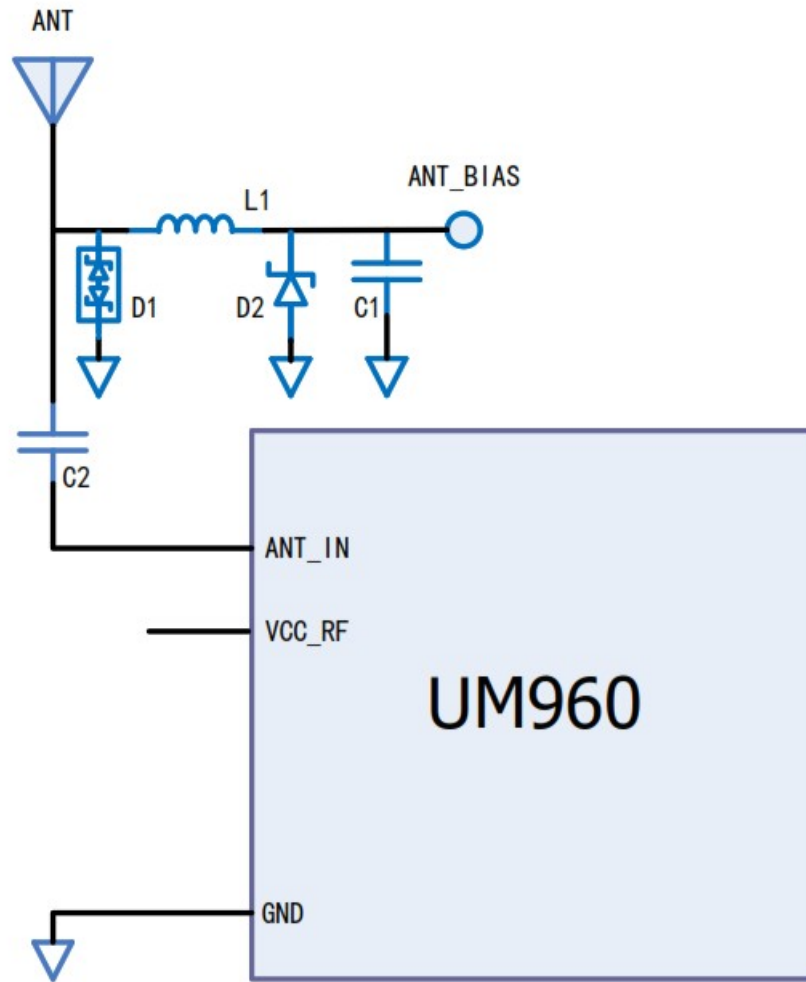 ANT
ANT_BIAS
L1
D1
D2
C1
C2
ANT_IN
VCC_RF
UM960
GND